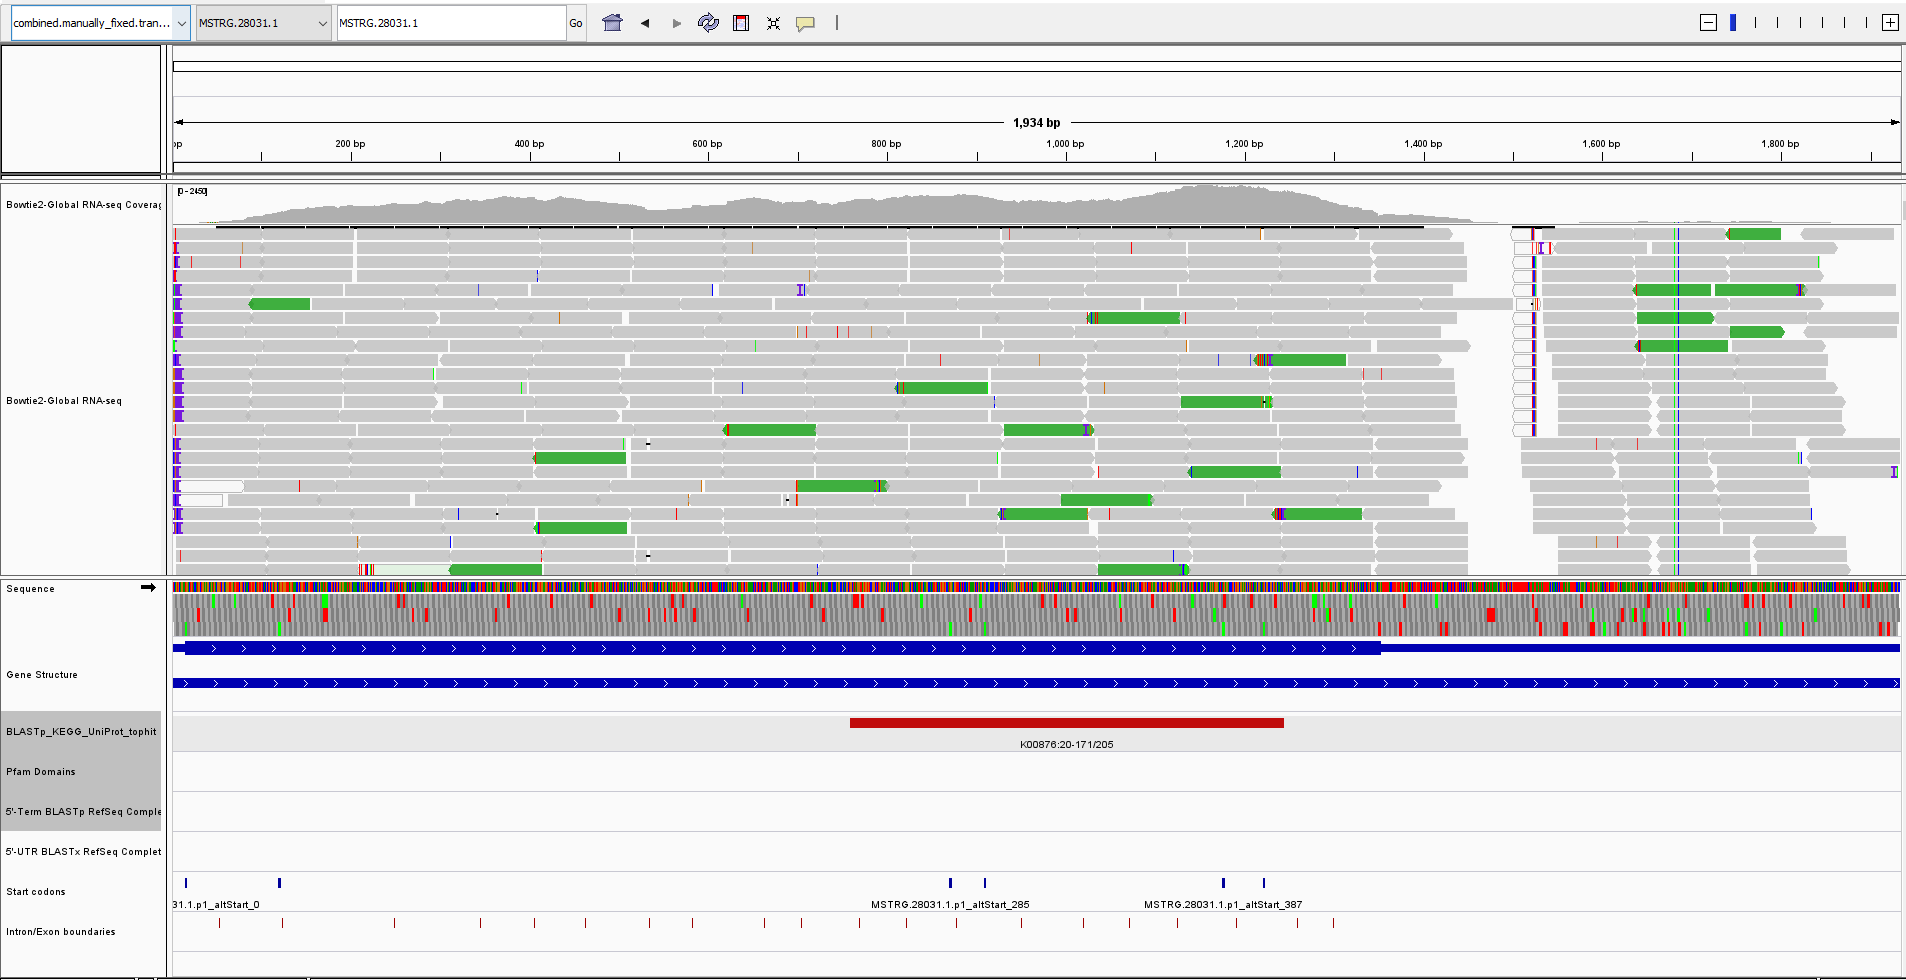 combined.manually_fixed.tran... MSTRG.28031.1 MSTRG.28031.1 Go
1,934 bp
200 bp 400 bp 600 bp 800 bp 1,000 bp 1,200 bp 1,400 bp 1,600 bp 1,800 bp
[0 - 2450]
Bowtie2-Global RNA-seq Coverag
Bowtie2-Global RNA-seq
Sequence
Gene Structure
BLASTp_KEGG_UniProt_tophit
K00876:20-171/205
Pfam Domains
5'-Term BLASTp RefSeq Comple
5'-UTR BLASTx RefSeq Complet
Start codons
31.1.p1_altStart_0 MSTRG.28031.1.p1_altStart_285 MSTRG.28031.1.p1_altStart_387
Intron/Exon boundaries